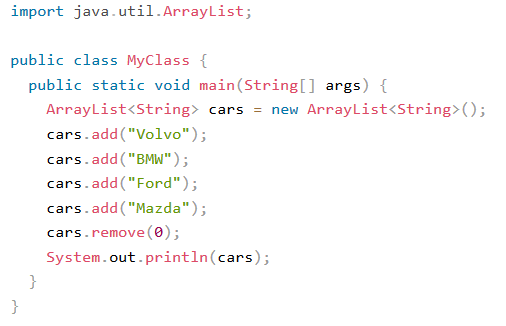 import java.util.ArrayList;

public class MyClass {
  public static void main(String[] args) {
    ArrayList<String> cars = new ArrayList<String>();
    cars.add("Volvo");
    cars.add("BMW");
    cars.add("Ford");
    cars.add("Mazda");
    cars.remove(0);
    System.out.println(cars);
  }
}